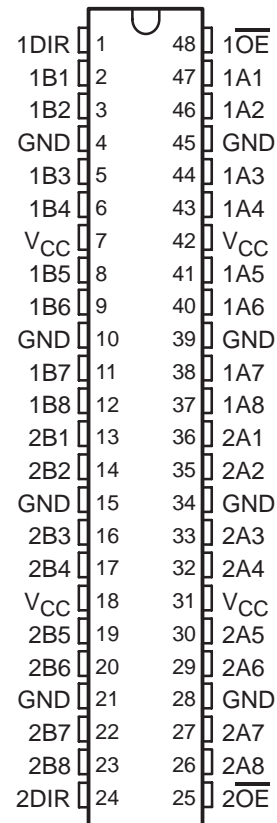 1DIR 1 48 1O̅E̅
1B1 2 47 1A1
1B2 3 46 1A2
GND 4 45 GND
1B3 5 44 1A3
1B4 6 43 1A4
VCC 7 42 VCC
1B5 8 41 1A5
1B6 9 40 1A6
GND 10 39 GND
1B7 11 38 1A7
1B8 12 37 1A8
2B1 13 36 2A1
2B2 14 35 2A2
GND 15 34 GND
2B3 16 33 2A3
2B4 17 32 2A4
VCC 18 31 VCC
2B5 19 30 2A5
2B6 20 29 2A6
GND 21 28 GND
2B7 22 27 2A7
2B8 23 26 2A8
2DIR 24 25 2O̅E̅